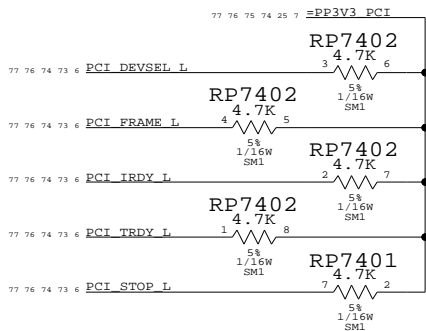 77 76 75 74 25 7 =PP3V3_PCI
RP7402
4.7K
77 76 74 73 6 PCI_DEVSEL_L 3 6
5%
1/16W
SM1
RP7402
4.7K
77 76 74 73 6 PCI_FRAME_L 4 5
5%
1/16W
SM1
RP7402
4.7K
77 76 74 73 6 PCI_IRDY_L 2 7
5%
1/16W
SM1
RP7402
4.7K
77 76 74 73 6 PCI_TRDY_L 1 8
5%
1/16W
SM1
RP7401
4.7K
77 76 74 73 6 PCI_STOP_L 7 2
5%
1/16W
SM1